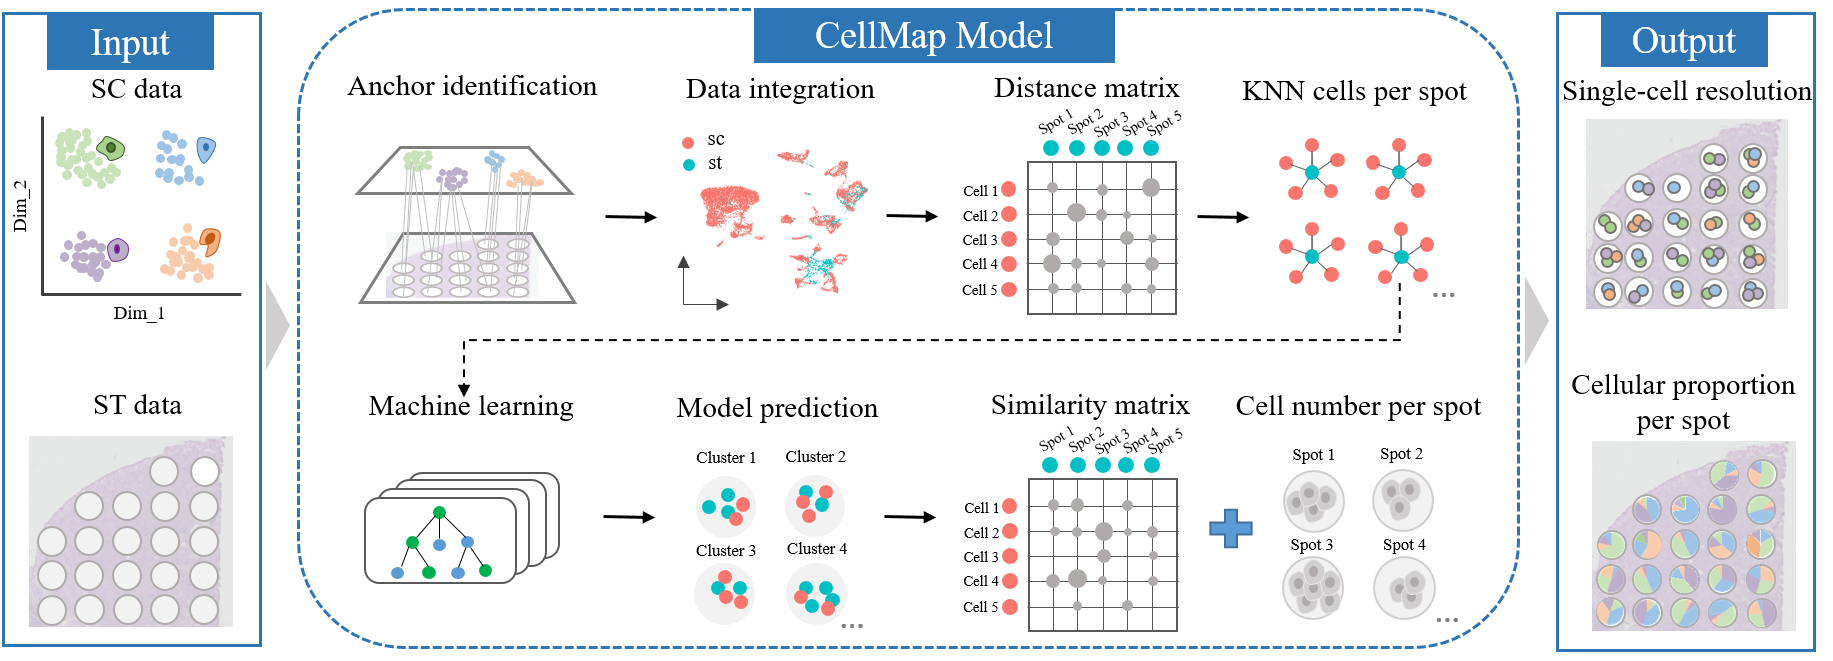 Input
SC data
Dim_2
Dim_1
ST data
CellMap Model
Anchor identification
Data integration
sc
st
Distance matrix
Spot 1
Spot 2
Spot 3
Spot 4
Spot 5
Cell 1
Cell 2
Cell 3
Cell 4
Cell 5
KNN cells per spot
...
Machine learning
Model prediction
Cluster 1
Cluster 2
Cluster 3
Cluster 4
...
Similarity matrix
Spot 1
Spot 2
Spot 3
Spot 4
Spot 5
Cell 1
Cell 2
Cell 3
Cell 4
Cell 5
Cell number per spot
Spot 1
Spot 2
Spot 3
Spot 4
...
Output
Single-cell resolution
Cellular proportion
per spot